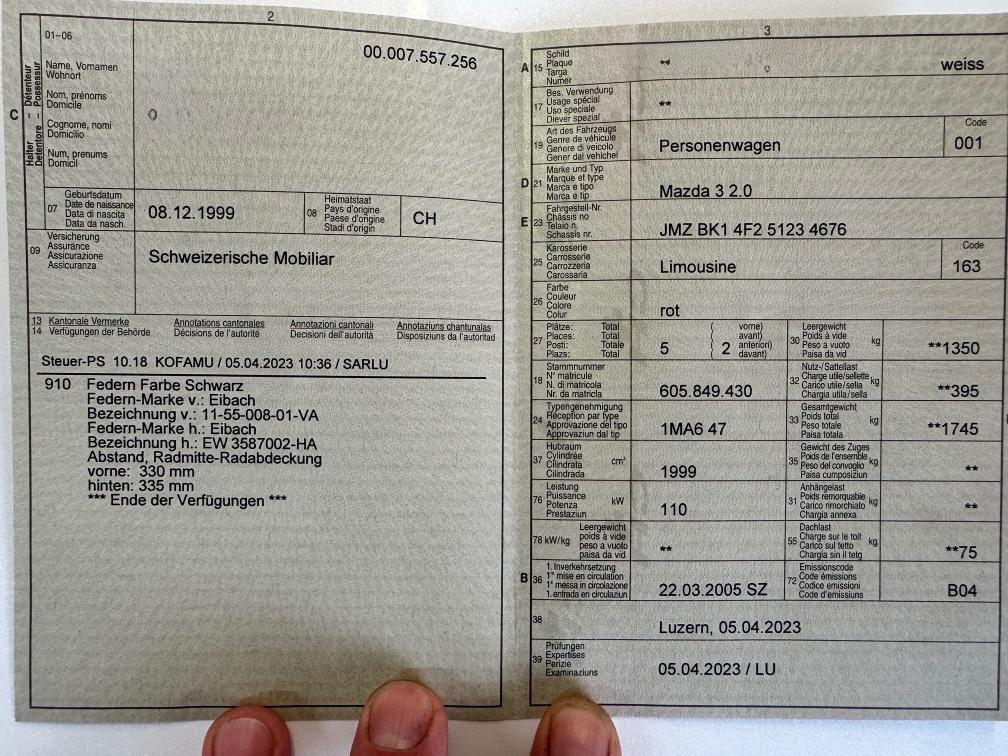 2
01-06
00.007.557.256
C
Halter – Détenteur
Detentore – Possessur
Name, Vornamen
Wohnort
Nom, prénoms
Domicile
Cognome, nomi
Domicilio
Num, prenums
Domicil
07 Geburtsdatum
Date de naissance
Data di nascita
Data da nasch.
08.12.1999
08 Heimatstaat
Pays d'origine
Paese d'origine
Stadi d'origin
CH
09 Versicherung
Assurance
Assicurazione
Assicuranza
Schweizerische Mobiliar
13 Kantonale Vermerke Annotations cantonales Annotazioni cantonali Annotaziuns chantunalas
14 Verfügungen der Behörde Décisions de l'autorité Decisioni dell'autorità Disposiziuns da l'autoritad
Steuer-PS 10.18 KOFAMU / 05.04.2023 10:36 / SARLU
910 Federn Farbe Schwarz
Federn-Marke v.: Eibach
Bezeichnung v.: 11-55-008-01-VA
Federn-Marke h.: Eibach
Bezeichnung h.: EW 3587002-HA
Abstand, Radmitte-Radabdeckung
vorne: 330 mm
hinten: 335 mm
*** Ende der Verfügungen ***
3
A 15 Schild
Plaque
Targa
Numer
weiss
17 Bes. Verwendung
Usage spécial
Uso speciale
Diever spezial
**
19 Art des Fahrzeugs
Genre de véhicule
Genere di veicolo
Gener dal vehichel
Personenwagen
Code
001
D 21 Marke und Typ
Marque et type
Marca e tipo
Marca e tip
Mazda 3 2.0
E 23 Fahrgestell-Nr.
Châssis no
Telaio n.
Schassis nr.
JMZ BK1 4F2 5123 4676
25 Karosserie
Carrosserie
Carrozzeria
Carossaria
Limousine
Code
163
26 Farbe
Couleur
Colore
Colur
rot
27 Plätze: Total
Places: Total
Posti: Totale
Plazs: Total
5
2
vorne)
avant)
anteriori)
davant)
30 Leergewicht
Poids à vide
Peso a vuoto
Paisa da vid
kg
**1350
18 Stammnummer
N° matricule
N. di matricola
Nr. da matricla
605.849.430
32 Nutz-/Sattellast
Charge utile/sellette
Carico utile/sella
Chargia utila/sella
kg
**395
24 Typengenehmigung
Réception par type
Approvazione del tipo
Approvaziun dal tip
1MA6 47
33 Gesamtgewicht
Poids total
Peso totale
Paisa totala
kg
**1745
37 Hubraum
Cylindrée
Cilindrata
Cilindrada
cm³
1999
35 Gewicht des Zuges
Poids de l'ensemble
Peso del convoglio
Paisa cumposiziun
kg
**
76 Leistung
Puissance
Potenza
Prestaziun
kW
110
31 Anhängelast
Poids remorquable
Carico rimorchiato
Chargia annexa
kg
**
78 kW/kg Leergewicht
poids à vide
peso a vuoto
paisa da vid
**
55 Dachlast
Charge sur le toit
Carico sul tetto
Chargia sin il tetg
kg
**75
B 36 1. Inverkehrsetzung
1re mise en circulation
1a messa in circolazione
1. entrada en circulaziun
22.03.2005 SZ
72 Emissionscode
Code émissions
Codice emissioni
Code d'emissiuns
B04
38
Luzern, 05.04.2023
39 Prüfungen
Expertises
Perizie
Examinaziuns
05.04.2023 / LU